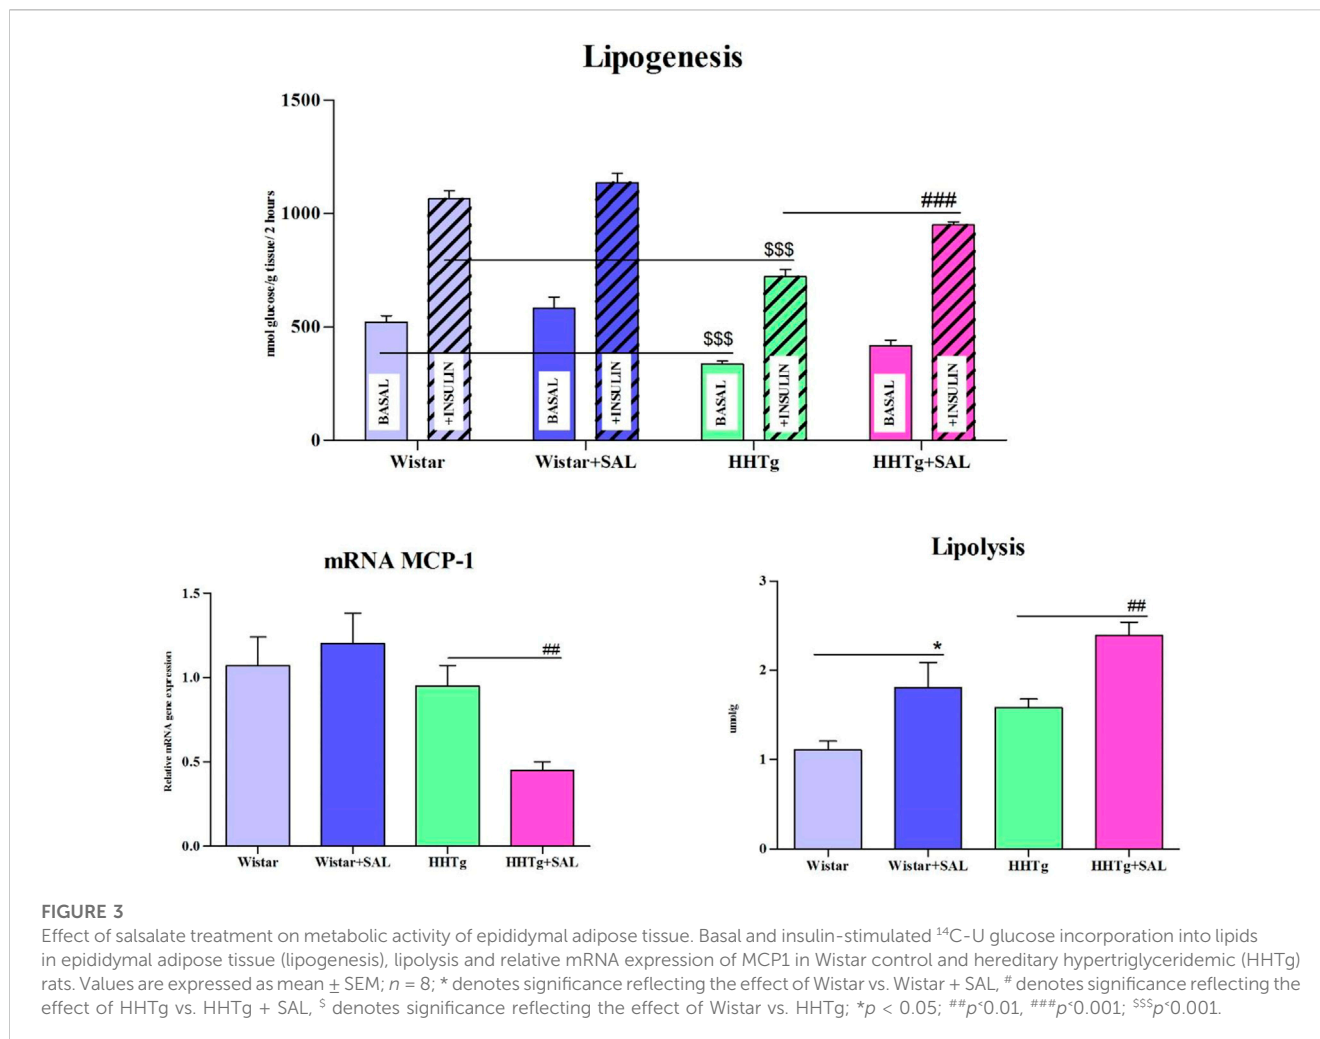 Lipogenesis
nmol glucose/g tissue/ 2 hours
1500
1000
500
0
###
$$$
$$$
BASAL
+INSULIN
BASAL
+INSULIN
BASAL
+INSULIN
BASAL
+INSULIN
Wistar
Wistar+SAL
HHTg
HHTg+SAL
mRNA MCP-1
Relative mRNA gene expression
1.5
1.0
0.5
0.0
##
Wistar
Wistar+SAL
HHTg
HHTg+SAL
Lipolysis
umol/g
3
2
1
0
*
##
Wistar
Wistar+SAL
HHTg
HHTg+SAL
FIGURE 3
Effect of salsalate treatment on metabolic activity of epididymal adipose tissue. Basal and insulin-stimulated ¹⁴C-U glucose incorporation into lipids
in epididymal adipose tissue (lipogenesis), lipolysis and relative mRNA expression of MCP1 in Wistar control and hereditary hypertriglyceridemic (HHTg)
rats. Values are expressed as mean ± SEM; n = 8; * denotes significance reflecting the effect of Wistar vs. Wistar + SAL, # denotes significance reflecting the
effect of HHTg vs. HHTg + SAL, $ denotes significance reflecting the effect of Wistar vs. HHTg; *p < 0.05; ##p<0.01, ###p<0.001; $$$p<0.001.